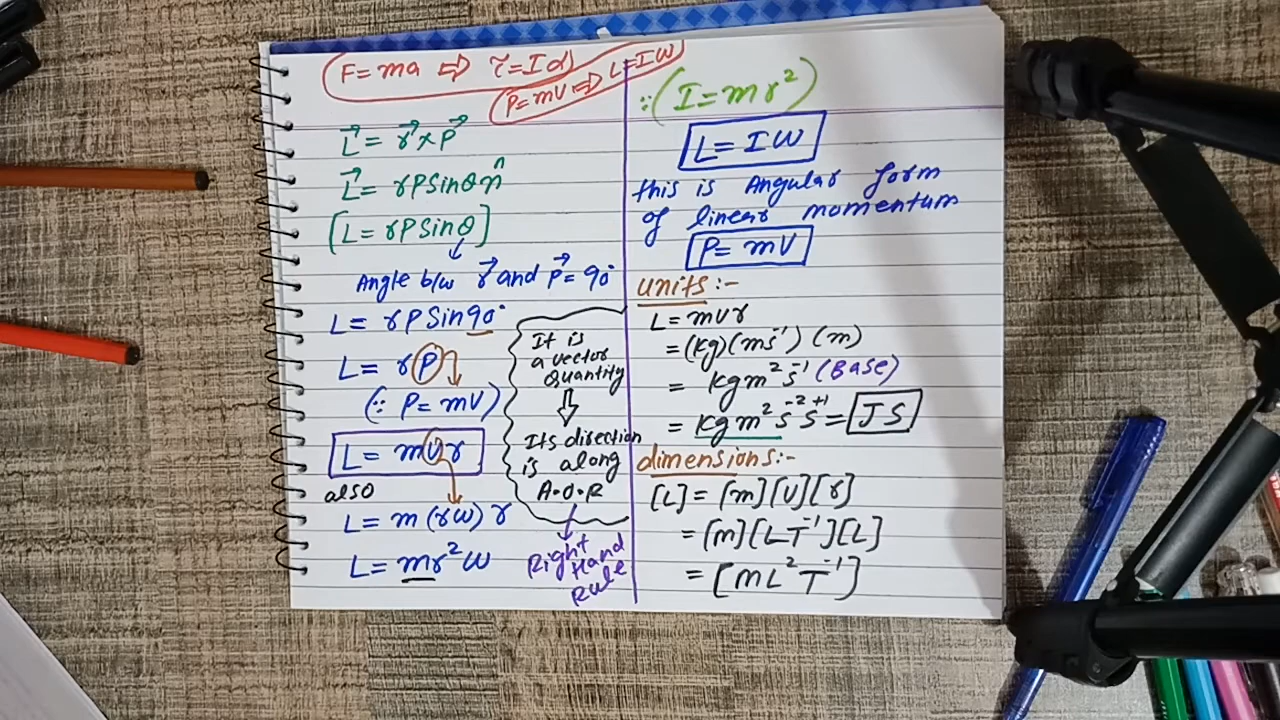 F = ma ⇨ τ = Iα
P = mV ⇨ L = Iω
L⃗ = r⃗ × P⃗
L⃗ = rPSinθ n̂
[L = rPSinθ]
↓
Angle b/w r⃗ and P⃗ = 90°
L = rPSin90°
L = rP
(∵ P = mV)
L = mVr
also
L = m(rω)r
L = mr²ω
It is
a vector
Quantity
⇩
Its direction
is along
A.O.R
↓
Right
Hand
Rule
∵ (I = mr²)
L = Iω
this is Angular form
of linear momentum
P = mV
units :-
L = mvr
= (kg)(ms⁻¹) (m)
= kgm²s⁻¹ (Base)
= kgm²s⁻²s⁺¹ = JS
dimensions :-
[L] = [m][V][r]
= [m][LT⁻¹][L]
= [mL²T⁻¹]